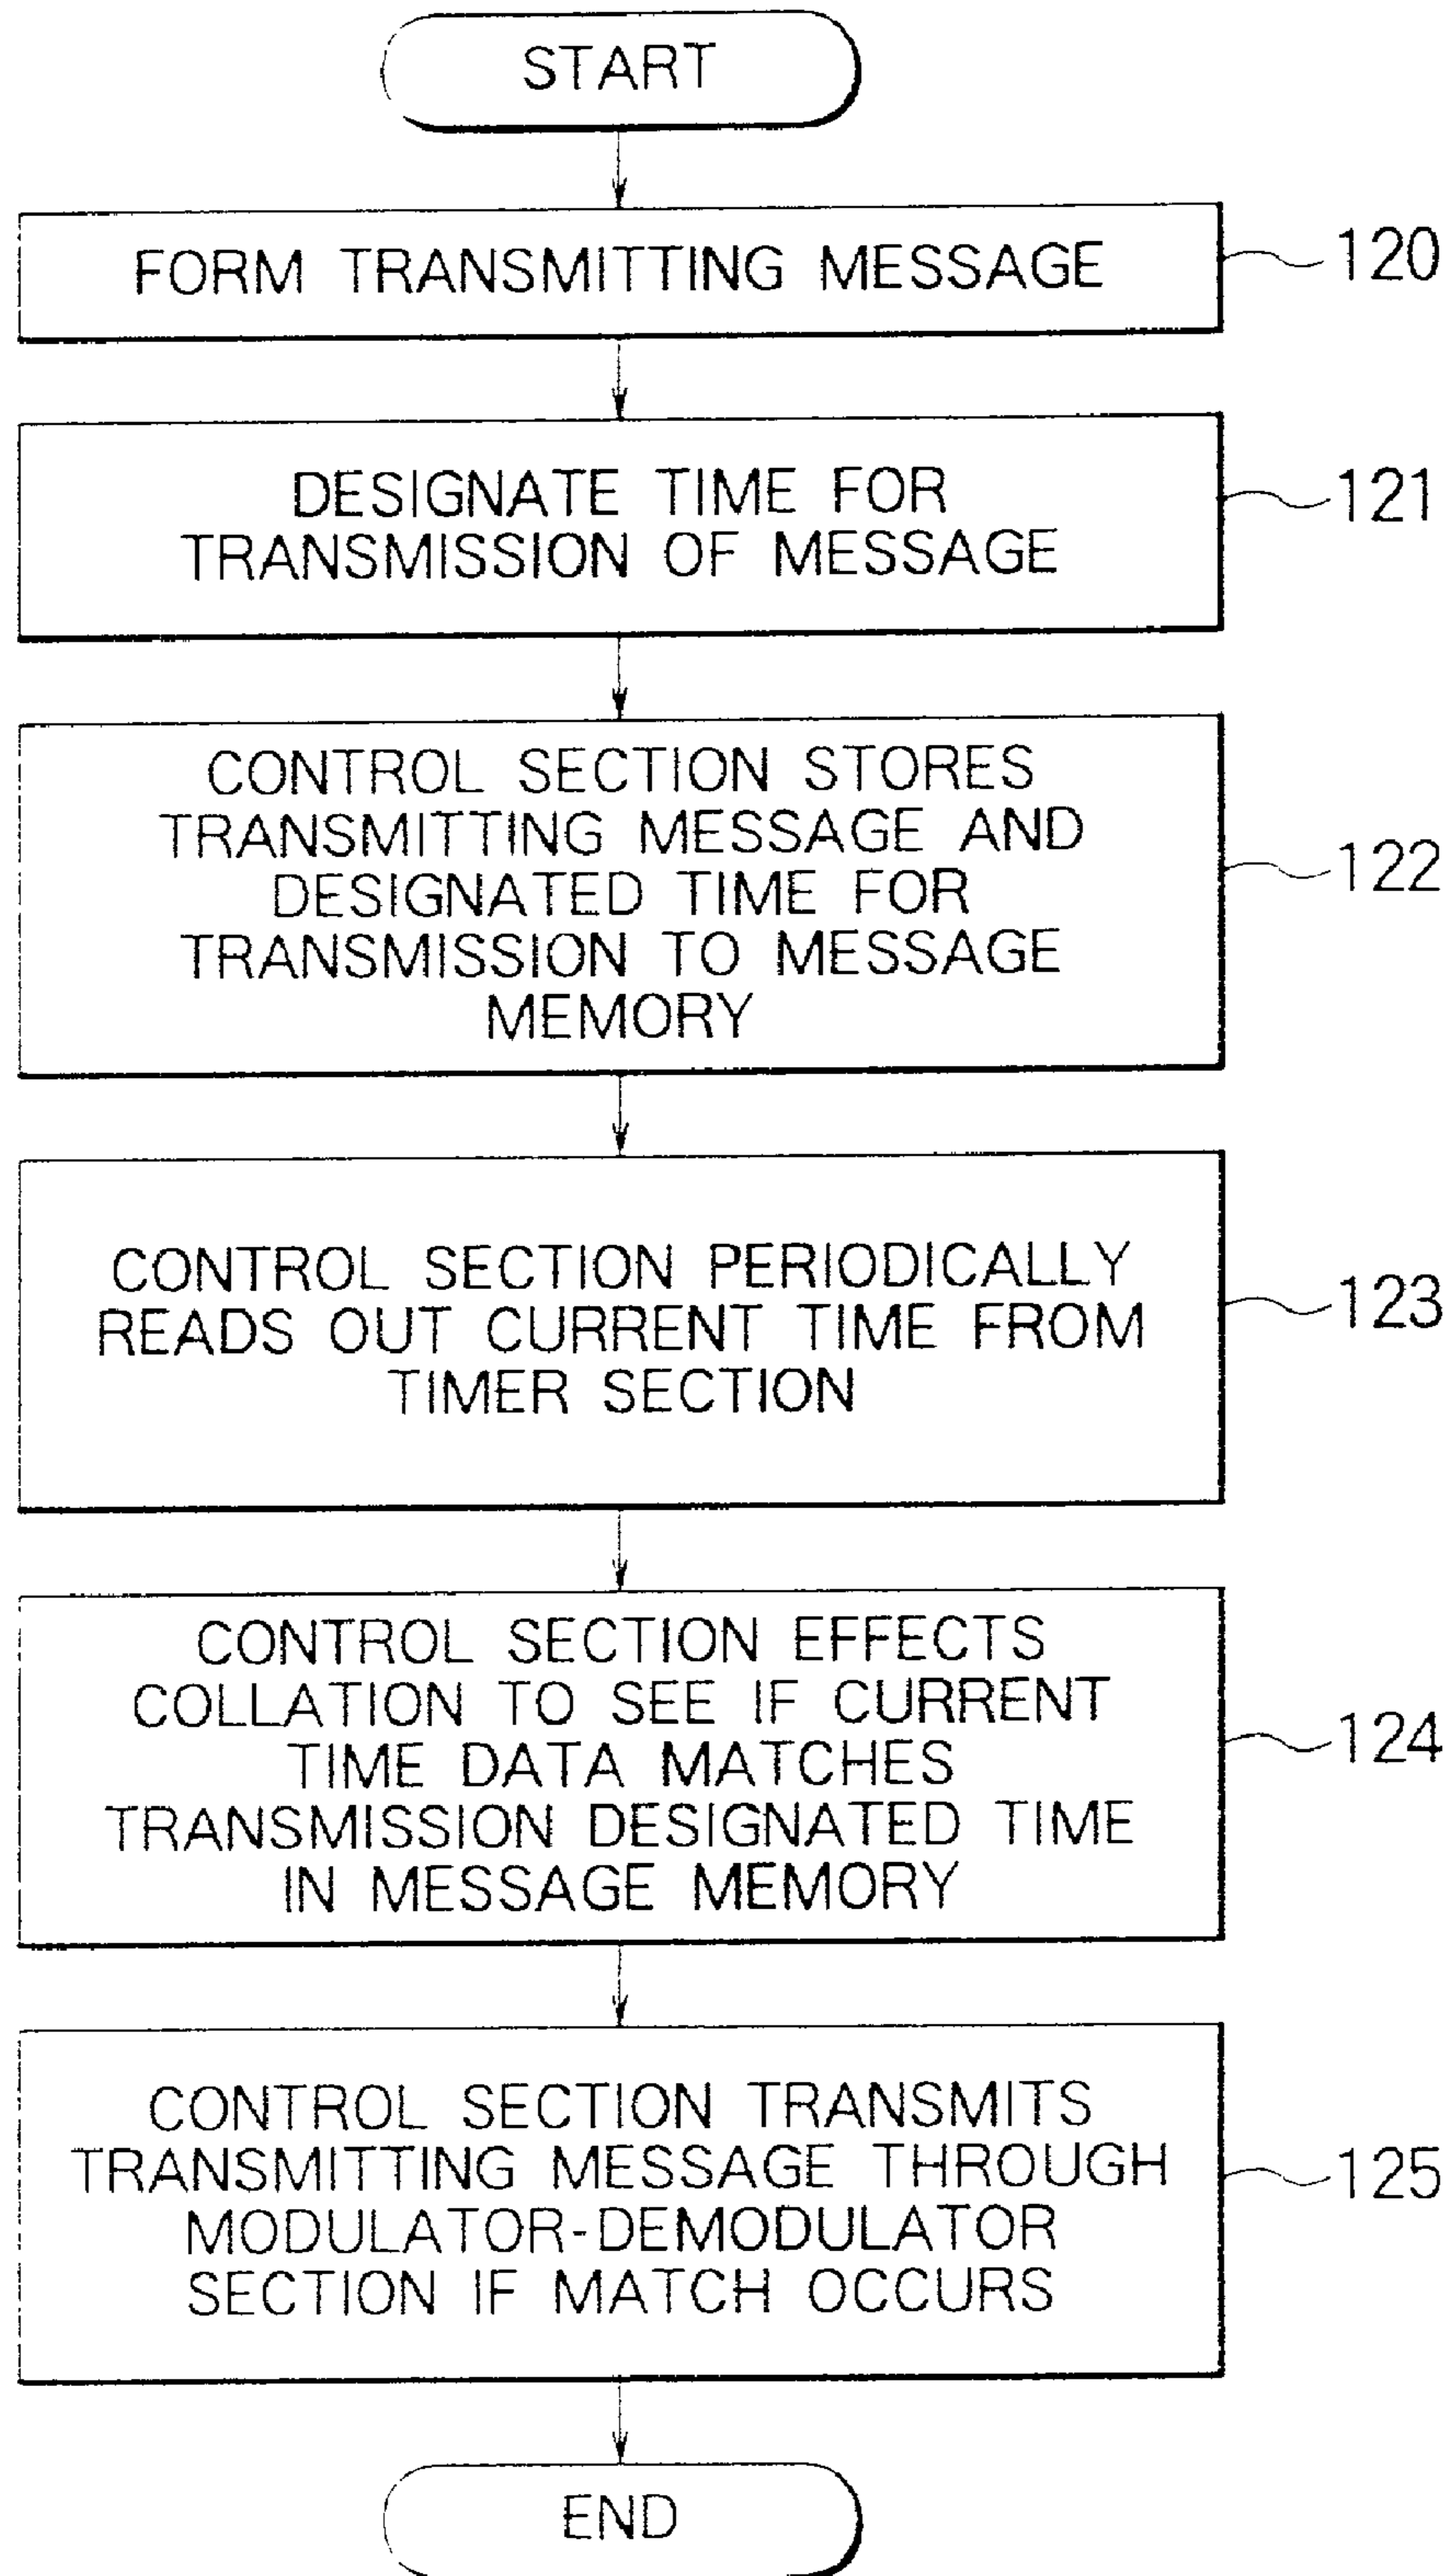 START
FORM TRANSMITTING MESSAGE
120
DESIGNATE TIME FOR
TRANSMISSION OF MESSAGE
121
CONTROL SECTION STORES
TRANSMITTING MESSAGE AND
DESIGNATED TIME FOR
TRANSMISSION TO MESSAGE
MEMORY
122
CONTROL SECTION PERIODICALLY
READS OUT CURRENT TIME FROM
TIMER SECTION
123
CONTROL SECTION EFFECTS
COLLATION TO SEE IF CURRENT
TIME DATA MATCHES
TRANSMISSION DESIGNATED TIME
IN MESSAGE MEMORY
124
CONTROL SECTION TRANSMITS
TRANSMITTING MESSAGE THROUGH
MODULATOR-DEMODULATOR
SECTION IF MATCH OCCURS
125
END